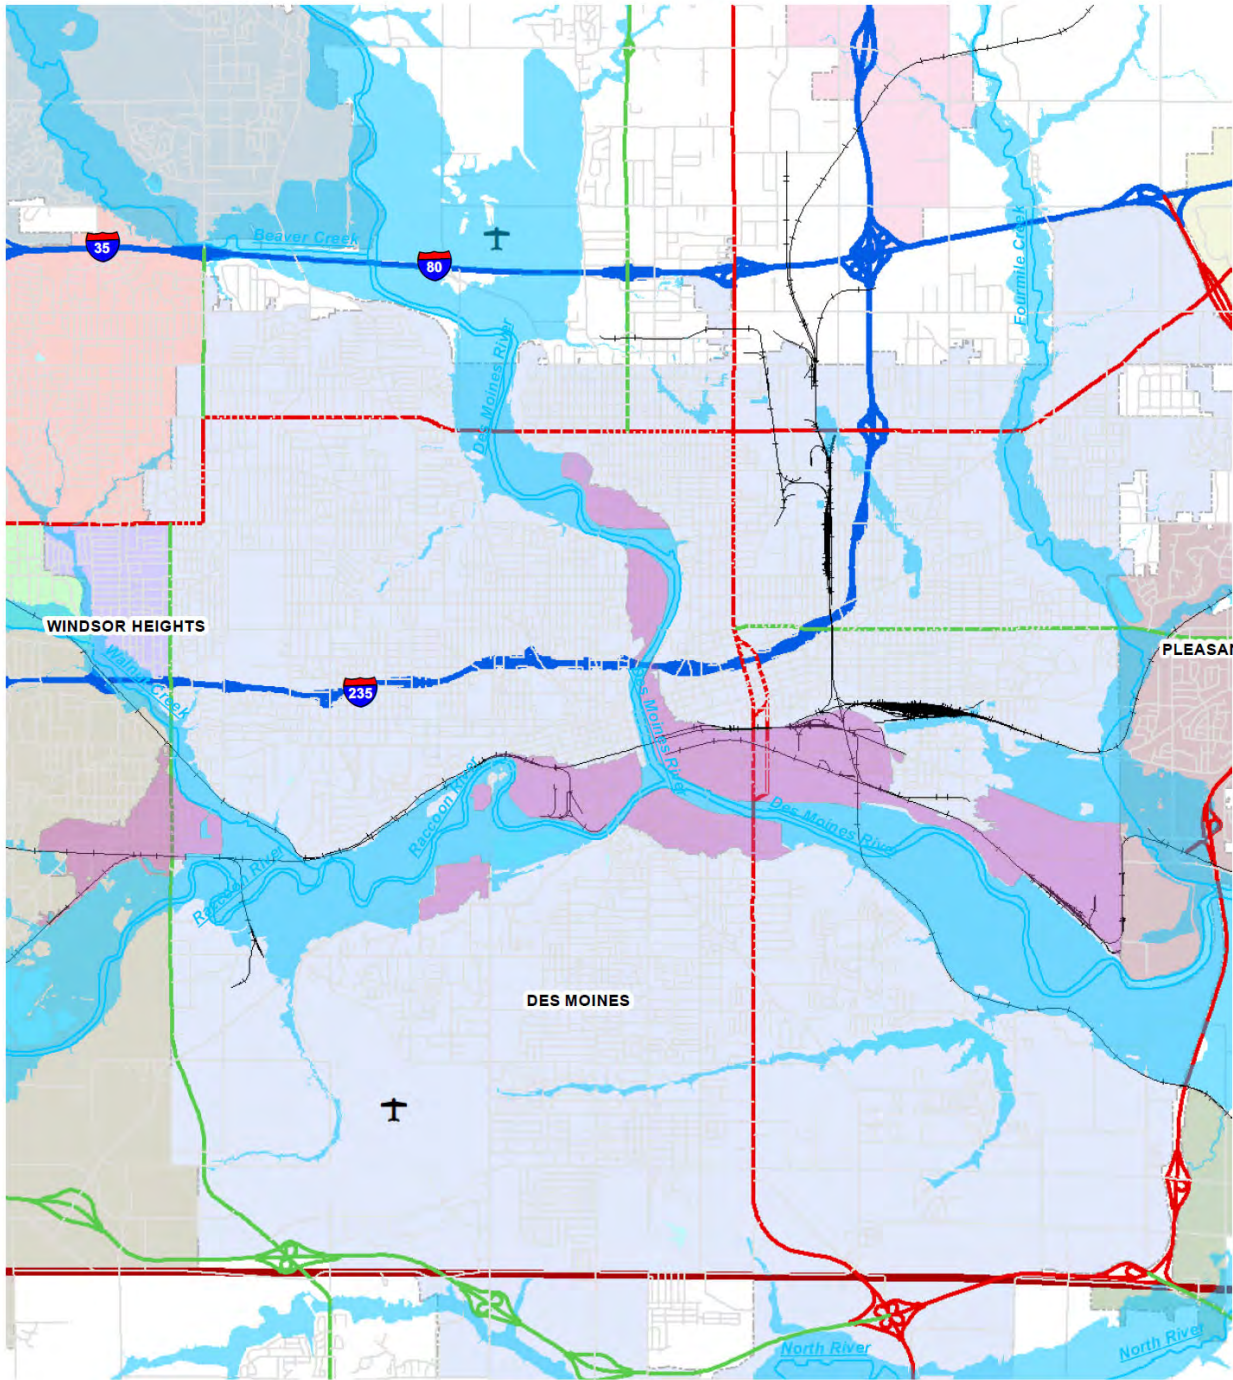 Beaver Creek
35
80
Fourmile Creek
Des Moines River
WINDSOR HEIGHTS
PLEASAN
Walnut Creek
235
Des Moines River
Raccoon River
Des Moines River
Raccoon River
DES MOINES
North River
North River